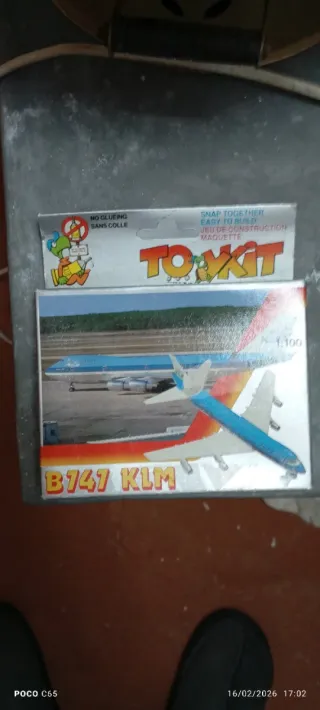 NO GLUEING
SANS COLLE
SNAP TOGETHER
EASY TO BUILD
JEU DE CONSTRUCTION
MAQUETTE
TOYKIT
1.100
B747 KLM
POCO C65
16/02/2026 17:02